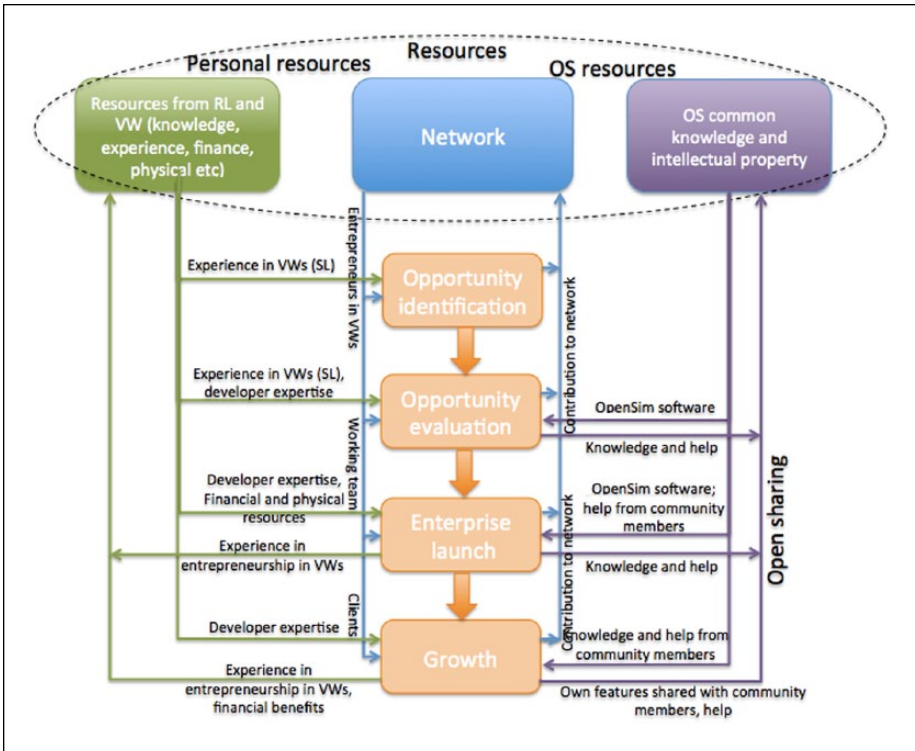 Resources
Personal resources
OS resources
Resources from RL and
VW (knowledge,
experience, finance,
physical etc)
Network
OS common
knowledge and
intellectual property
Entrepreneurs in VWs
Experience in VWs (SL)
Opportunity
identification
Contribution to network
Experience in VWs (SL),
developer expertise
Opportunity
evaluation
OpenSim software
Knowledge and help
Working team
Developer expertise,
Financial and physical
resources
Enterprise
launch
OpenSim software;
help from community
members
Open sharing
Experience in
entrepreneurship in VWs
Knowledge and help
Contribution to network
Clients
Developer expertise
Growth
Knowledge and help from
community members
Experience in
entrepreneurship in VWs,
financial benefits
Own features shared with community
members, help